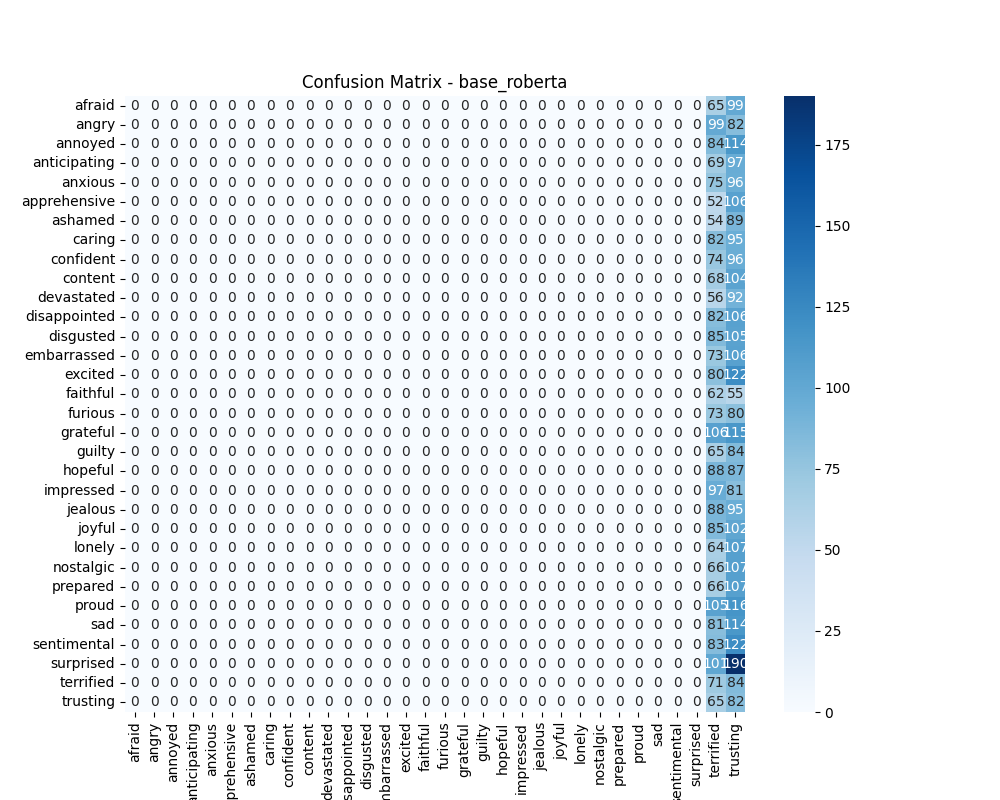 Confusion Matrix - base_roberta
afraid 0 0 0 0 0 0 0 0 0 0 0 0 0 0 0 0 0 0 0 0 0 0 0 0 0 0 0 0 0 0 65 99
angry 0 0 0 0 0 0 0 0 0 0 0 0 0 0 0 0 0 0 0 0 0 0 0 0 0 0 0 0 0 0 99 82
annoyed 0 0 0 0 0 0 0 0 0 0 0 0 0 0 0 0 0 0 0 0 0 0 0 0 0 0 0 0 0 0 84 114
anticipating 0 0 0 0 0 0 0 0 0 0 0 0 0 0 0 0 0 0 0 0 0 0 0 0 0 0 0 0 0 0 69 97
anxious 0 0 0 0 0 0 0 0 0 0 0 0 0 0 0 0 0 0 0 0 0 0 0 0 0 0 0 0 0 0 75 96
apprehensive 0 0 0 0 0 0 0 0 0 0 0 0 0 0 0 0 0 0 0 0 0 0 0 0 0 0 0 0 0 0 52 106
ashamed 0 0 0 0 0 0 0 0 0 0 0 0 0 0 0 0 0 0 0 0 0 0 0 0 0 0 0 0 0 0 54 89
caring 0 0 0 0 0 0 0 0 0 0 0 0 0 0 0 0 0 0 0 0 0 0 0 0 0 0 0 0 0 0 82 95
confident 0 0 0 0 0 0 0 0 0 0 0 0 0 0 0 0 0 0 0 0 0 0 0 0 0 0 0 0 0 0 74 96
content 0 0 0 0 0 0 0 0 0 0 0 0 0 0 0 0 0 0 0 0 0 0 0 0 0 0 0 0 0 0 68 104
devastated 0 0 0 0 0 0 0 0 0 0 0 0 0 0 0 0 0 0 0 0 0 0 0 0 0 0 0 0 0 0 56 92
disappointed 0 0 0 0 0 0 0 0 0 0 0 0 0 0 0 0 0 0 0 0 0 0 0 0 0 0 0 0 0 0 82 106
disgusted 0 0 0 0 0 0 0 0 0 0 0 0 0 0 0 0 0 0 0 0 0 0 0 0 0 0 0 0 0 0 85 105
embarrassed 0 0 0 0 0 0 0 0 0 0 0 0 0 0 0 0 0 0 0 0 0 0 0 0 0 0 0 0 0 0 73 106
excited 0 0 0 0 0 0 0 0 0 0 0 0 0 0 0 0 0 0 0 0 0 0 0 0 0 0 0 0 0 0 80 122
faithful 0 0 0 0 0 0 0 0 0 0 0 0 0 0 0 0 0 0 0 0 0 0 0 0 0 0 0 0 0 0 62 55
furious 0 0 0 0 0 0 0 0 0 0 0 0 0 0 0 0 0 0 0 0 0 0 0 0 0 0 0 0 0 0 73 80
grateful 0 0 0 0 0 0 0 0 0 0 0 0 0 0 0 0 0 0 0 0 0 0 0 0 0 0 0 0 0 0 106 115
guilty 0 0 0 0 0 0 0 0 0 0 0 0 0 0 0 0 0 0 0 0 0 0 0 0 0 0 0 0 0 0 65 84
hopeful 0 0 0 0 0 0 0 0 0 0 0 0 0 0 0 0 0 0 0 0 0 0 0 0 0 0 0 0 0 0 88 87
impressed 0 0 0 0 0 0 0 0 0 0 0 0 0 0 0 0 0 0 0 0 0 0 0 0 0 0 0 0 0 0 97 81
jealous 0 0 0 0 0 0 0 0 0 0 0 0 0 0 0 0 0 0 0 0 0 0 0 0 0 0 0 0 0 0 88 95
joyful 0 0 0 0 0 0 0 0 0 0 0 0 0 0 0 0 0 0 0 0 0 0 0 0 0 0 0 0 0 0 85 102
lonely 0 0 0 0 0 0 0 0 0 0 0 0 0 0 0 0 0 0 0 0 0 0 0 0 0 0 0 0 0 0 64 107
nostalgic 0 0 0 0 0 0 0 0 0 0 0 0 0 0 0 0 0 0 0 0 0 0 0 0 0 0 0 0 0 0 66 107
prepared 0 0 0 0 0 0 0 0 0 0 0 0 0 0 0 0 0 0 0 0 0 0 0 0 0 0 0 0 0 0 66 107
proud 0 0 0 0 0 0 0 0 0 0 0 0 0 0 0 0 0 0 0 0 0 0 0 0 0 0 0 0 0 0 105 116
sad 0 0 0 0 0 0 0 0 0 0 0 0 0 0 0 0 0 0 0 0 0 0 0 0 0 0 0 0 0 0 81 114
sentimental 0 0 0 0 0 0 0 0 0 0 0 0 0 0 0 0 0 0 0 0 0 0 0 0 0 0 0 0 0 0 83 122
surprised 0 0 0 0 0 0 0 0 0 0 0 0 0 0 0 0 0 0 0 0 0 0 0 0 0 0 0 0 0 0 101 190
terrified 0 0 0 0 0 0 0 0 0 0 0 0 0 0 0 0 0 0 0 0 0 0 0 0 0 0 0 0 0 0 71 84
trusting 0 0 0 0 0 0 0 0 0 0 0 0 0 0 0 0 0 0 0 0 0 0 0 0 0 0 0 0 0 0 65 82
afraid
angry
annoyed
nticipating
anxious
prehensive
ashamed
caring
confident
content
devastated
sappointed
disgusted
mbarrassed
excited
faithful
furious
grateful
guilty
hopeful
impressed
jealous
joyful
lonely
nostalgic
prepared
proud
sad
entimental
surprised
terrified
trusting
175
150
125
100
75
50
25
0